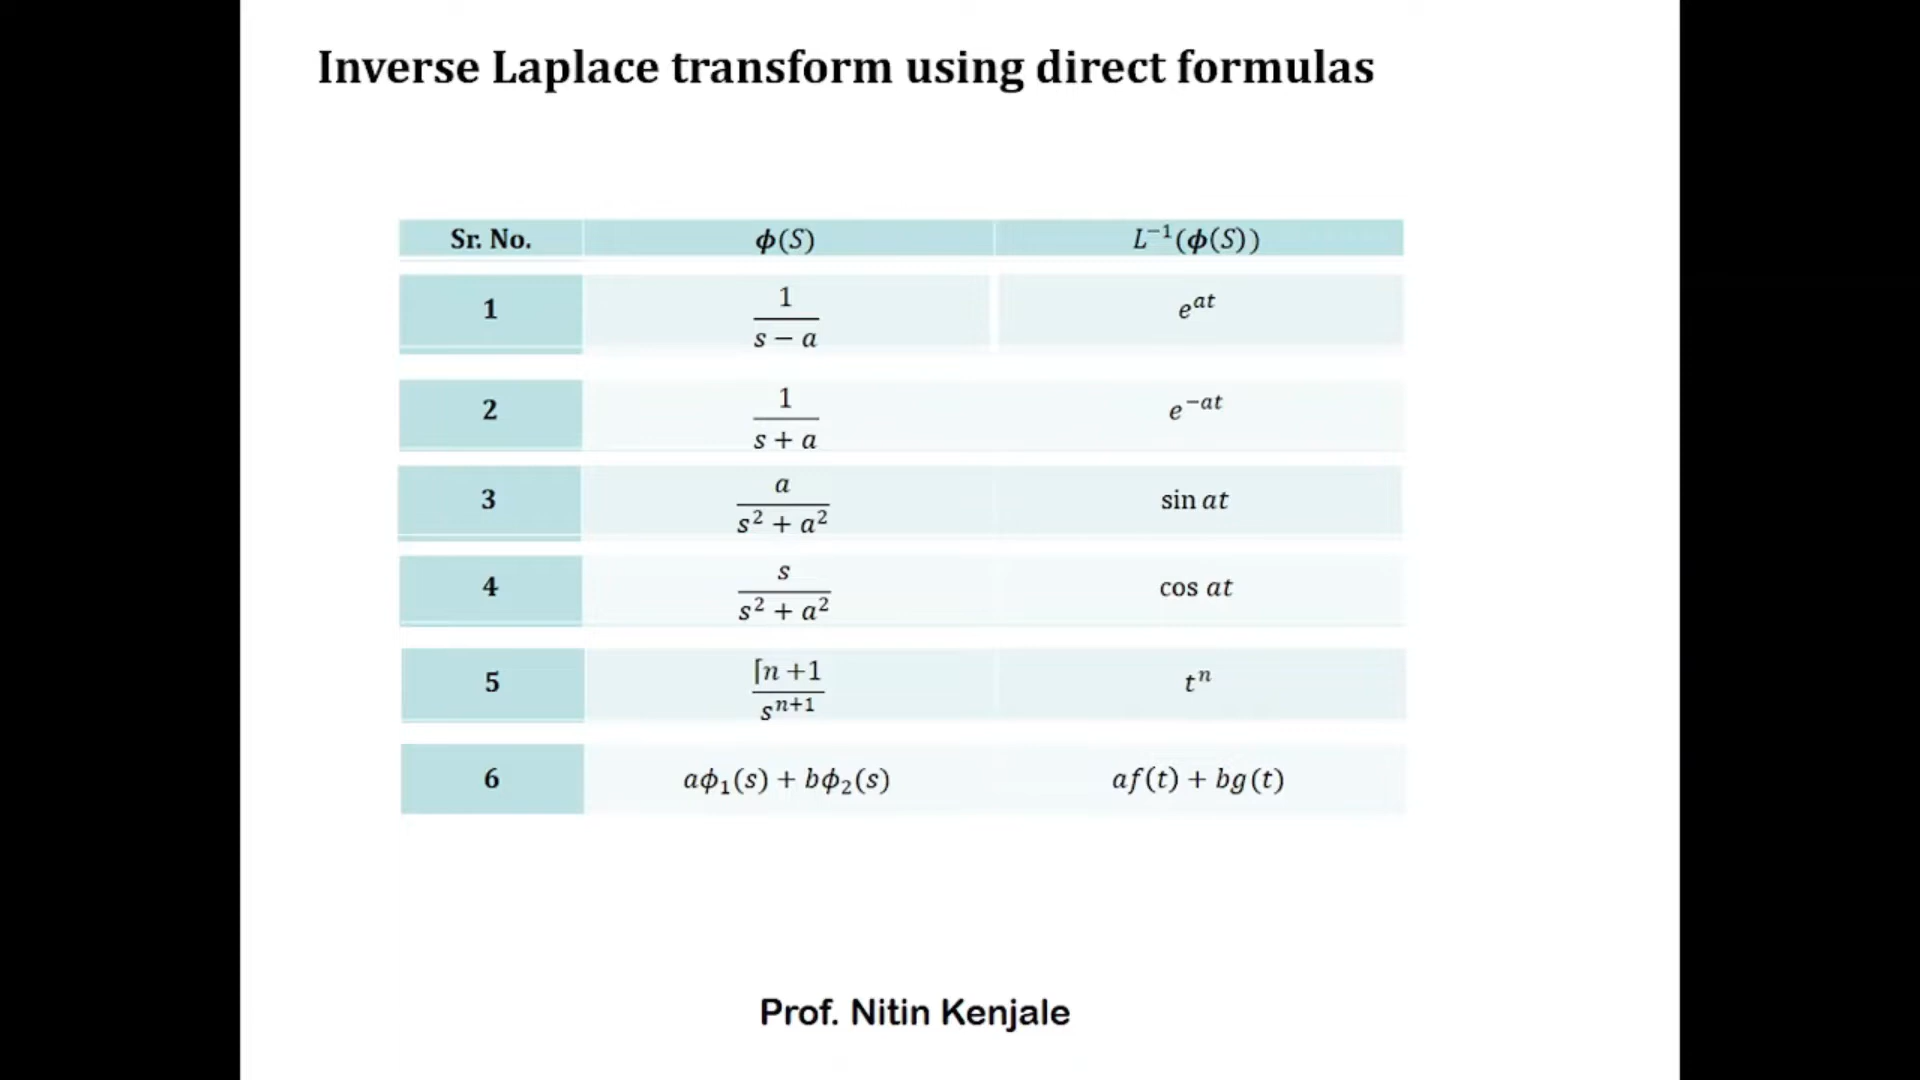 Inverse Laplace transform using direct formulas
Sr. No. ϕ(S) L⁻¹(ϕ(S))
1 1/(s − a) e^{at}
2 1/(s + a) e^{−at}
3 a/(s² + a²) sin at
4 s/(s² + a²) cos at
5 ⌈n +1/s^{n+1} t^n
6 aϕ₁(s) + bϕ₂(s) af(t) + bg(t)
Prof. Nitin Kenjale